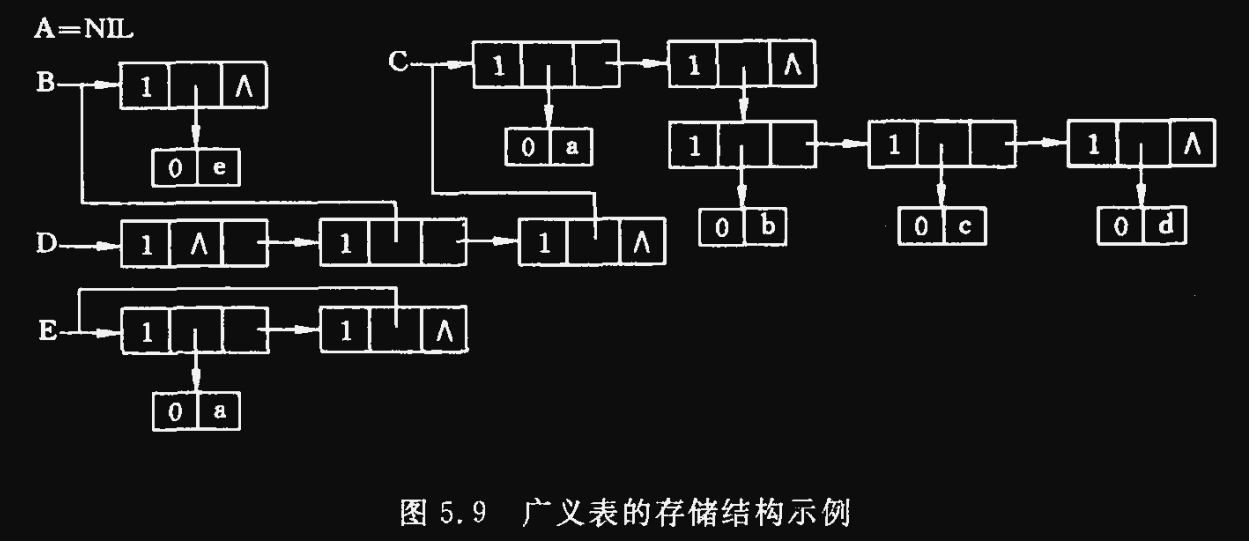 A=NIL
B 1 ∧
0 e
C 1 1 ∧
0 a
1 1 1 ∧
0 b 0 c 0 d
D 1 ∧ 1 1 ∧
E 1 1 ∧
0 a
图 5.9 广义表的存储结构示例